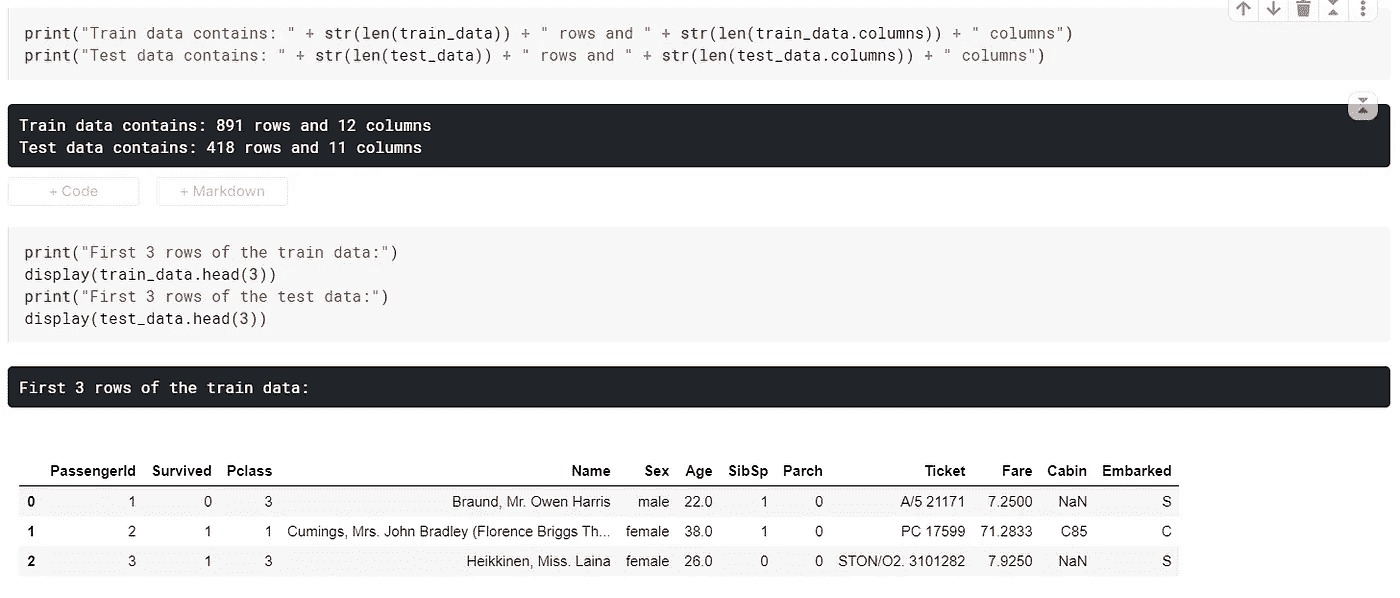 print("Train data contains: " + str(len(train_data)) + " rows and " + str(len(train_data.columns)) + " columns")
print("Test data contains: " + str(len(test_data)) + " rows and " + str(len(test_data.columns)) + " columns")
Train data contains: 891 rows and 12 columns
Test data contains: 418 rows and 11 columns
+ Code + Markdown
print("First 3 rows of the train data:")
display(train_data.head(3))
print("First 3 rows of the test data:")
display(test_data.head(3))
First 3 rows of the train data:
PassengerId Survived Pclass Name Sex Age SibSp Parch Ticket Fare Cabin Embarked
0 1 0 3 Braund, Mr. Owen Harris male 22.0 1 0 A/5 21171 7.2500 NaN S
1 2 1 1 Cumings, Mrs. John Bradley (Florence Briggs Th... female 38.0 1 0 PC 17599 71.2833 C85 C
2 3 1 3 Heikkinen, Miss. Laina female 26.0 0 0 STON/O2. 3101282 7.9250 NaN S